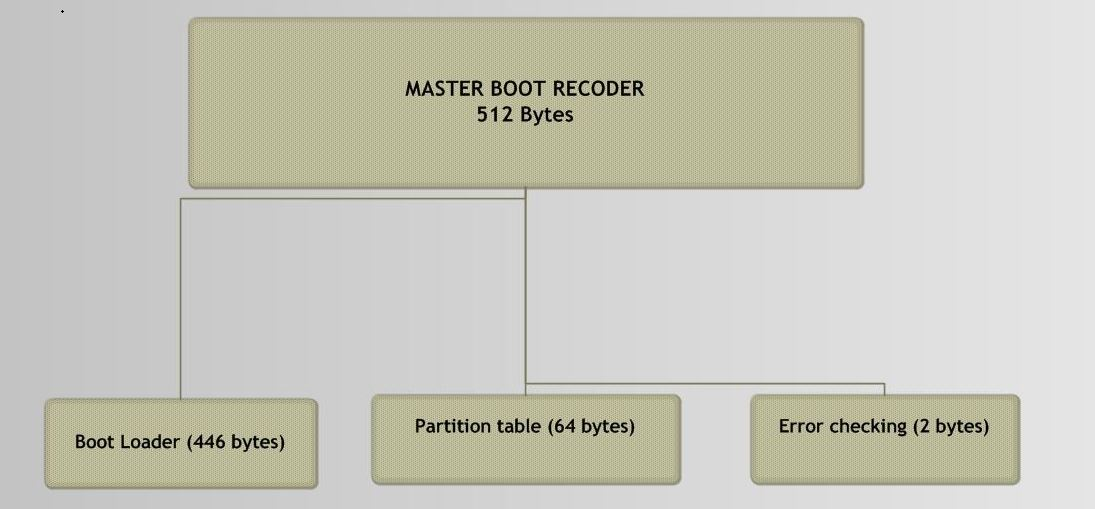 MASTER BOOT RECODER
512 Bytes
Boot Loader (446 bytes)
Partition table (64 bytes)
Error checking (2 bytes)